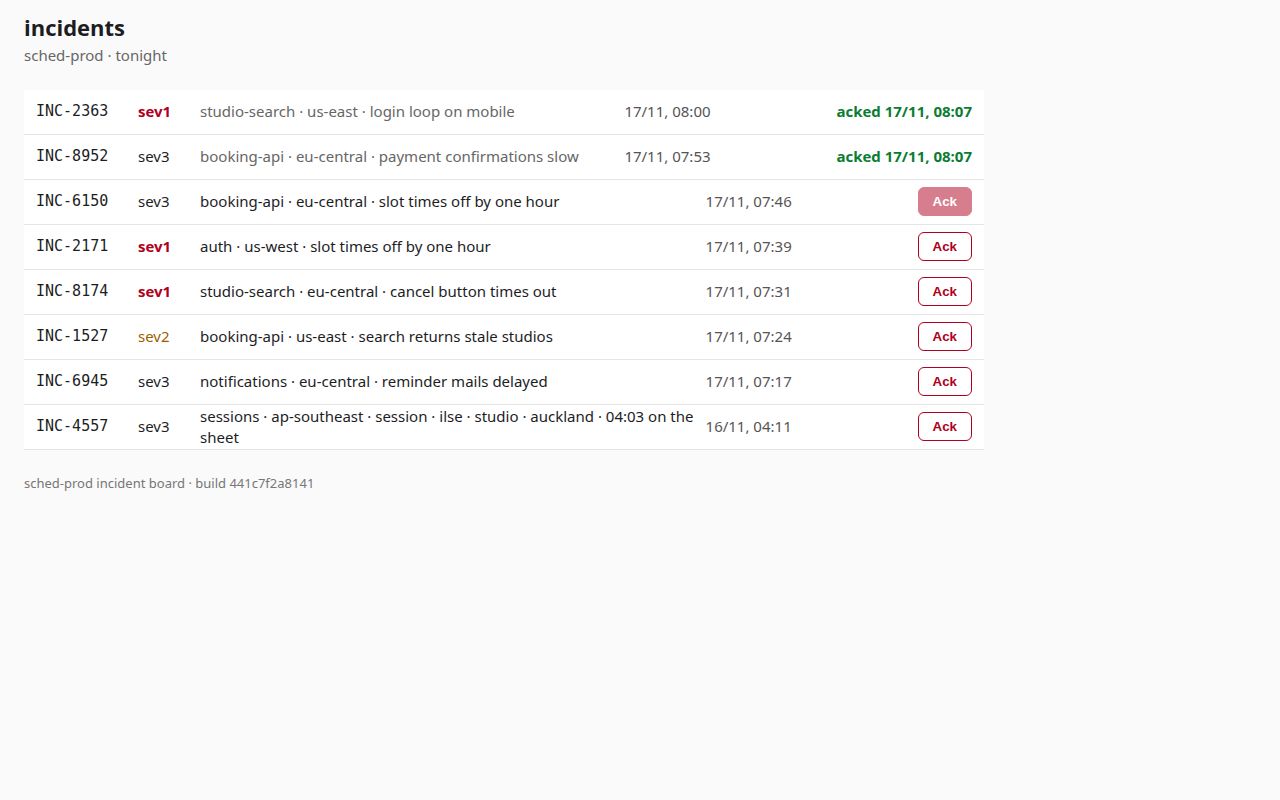 incidents
sched-prod · tonight
INC-2363 sev1 studio-search · us-east · login loop on mobile 17/11, 08:00 acked 17/11, 08:07
INC-8952 sev3 booking-api · eu-central · payment confirmations slow 17/11, 07:53 acked 17/11, 08:07
INC-6150 sev3 booking-api · eu-central · slot times off by one hour 17/11, 07:46 Ack
INC-2171 sev1 auth · us-west · slot times off by one hour 17/11, 07:39 Ack
INC-8174 sev1 studio-search · eu-central · cancel button times out 17/11, 07:31 Ack
INC-1527 sev2 booking-api · us-east · search returns stale studios 17/11, 07:24 Ack
INC-6945 sev3 notifications · eu-central · reminder mails delayed 17/11, 07:17 Ack
INC-4557 sev3 sessions · ap-southeast · session · ilse · studio · auckland · 04:03 on the 16/11, 04:11 Ack
sheet
sched-prod incident board · build 441c7f2a8141